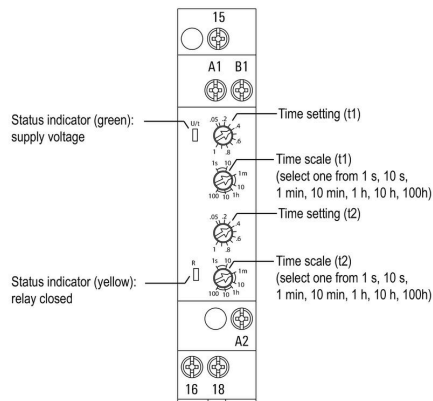 15
A1 B1
Status indicator (green):
supply voltage
U/t
.05 .2
.4
.6
.8
1
Time setting (t1)
1s 10
1m
10
1h
10
100
Time scale (t1)
(select one from 1 s, 10 s,
1 min, 10 min, 1 h, 10 h, 100h)
.05 .2
.4
.6
.8
1
Time setting (t2)
Status indicator (yellow):
relay closed
R
1s 10
1m
10
1h
10
100
Time scale (t2)
(select one from 1 s, 10 s,
1 min, 10 min, 1 h, 10 h, 100h)
A2
16 18